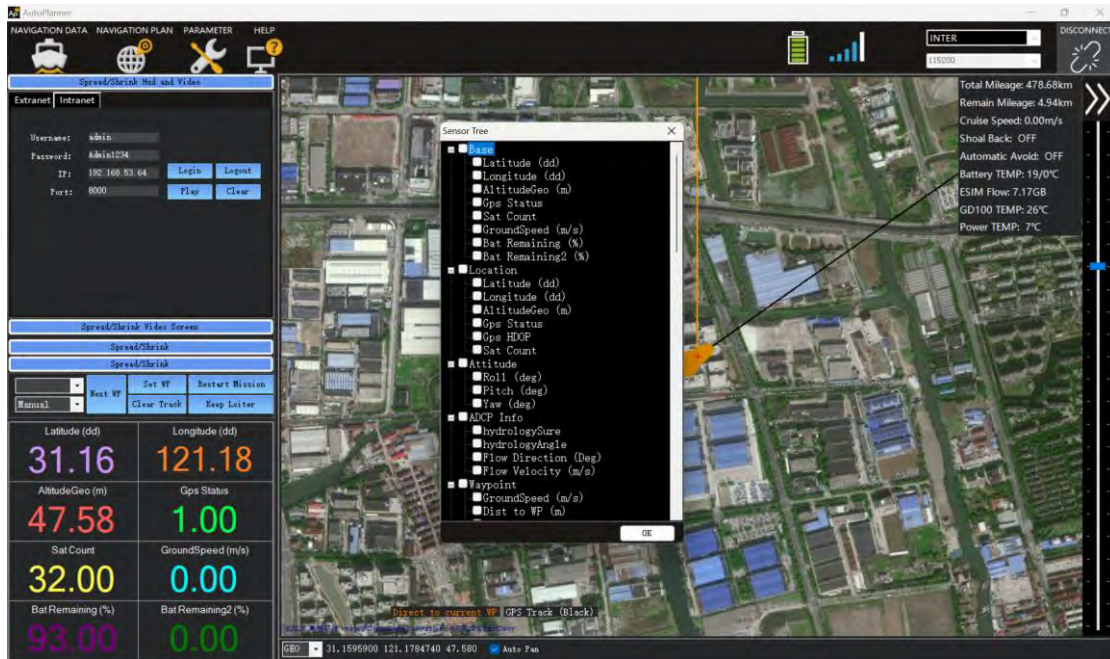 AutoPlanner
NAVIGATION DATA NAVIGATION PLAN PARAMETER HELP
INTER
115200
DISCONNECT
Spread/Shrink Hud and Video
Extranet Intranet
Username: admin
Password: Admin1234
IP: 192.168.53.64
Login Logout
Port: 8000
Play Clear
Spread/Shrink Video Screen
Spread/Shrink
Spread/Shrink
Next WP
Set WP Restart Mission
Manual
Clear Track Keep Loiter
Latitude (dd) Longitude (dd)
31.16 121.18
AltitudeGeo (m) Gps Status
47.58 1.00
Sat Count GroundSpeed (m/s)
32.00 0.00
Bat Remaining (%) Bat Remaining2 (%)
93.00 0.00
Sensor Tree
Base
Latitude (dd)
Longitude (dd)
AltitudeGeo (m)
Gps Status
Sat Count
GroundSpeed (m/s)
Bat Remaining (%)
Bat Remaining2 (%)
Location
Latitude (dd)
Longitude (dd)
AltitudeGeo (m)
Gps Status
Gps HDOP
Sat Count
Attitude
Roll (deg)
Pitch (deg)
Yaw (deg)
ADCP Info
hydrologySure
hydrologyAngle
Flow Direction (Deg)
Flow Velocity (m/s)
Waypoint
GroundSpeed (m/s)
Dist to WP (m)
OK
Total Mileage: 478.68km
Remain Mileage: 4.94km
Cruise Speed: 0.00m/s
Shoal Back: OFF
Automatic Avoid: OFF
Battery TEMP: 19/0℃
ESIM Flow: 7.17GB
GD100 TEMP: 26℃
Power TEMP: 7℃
Direct to current WP GPS Track (Black)
GEO 31.1595900 121.1784740 47.580 Auto Pan